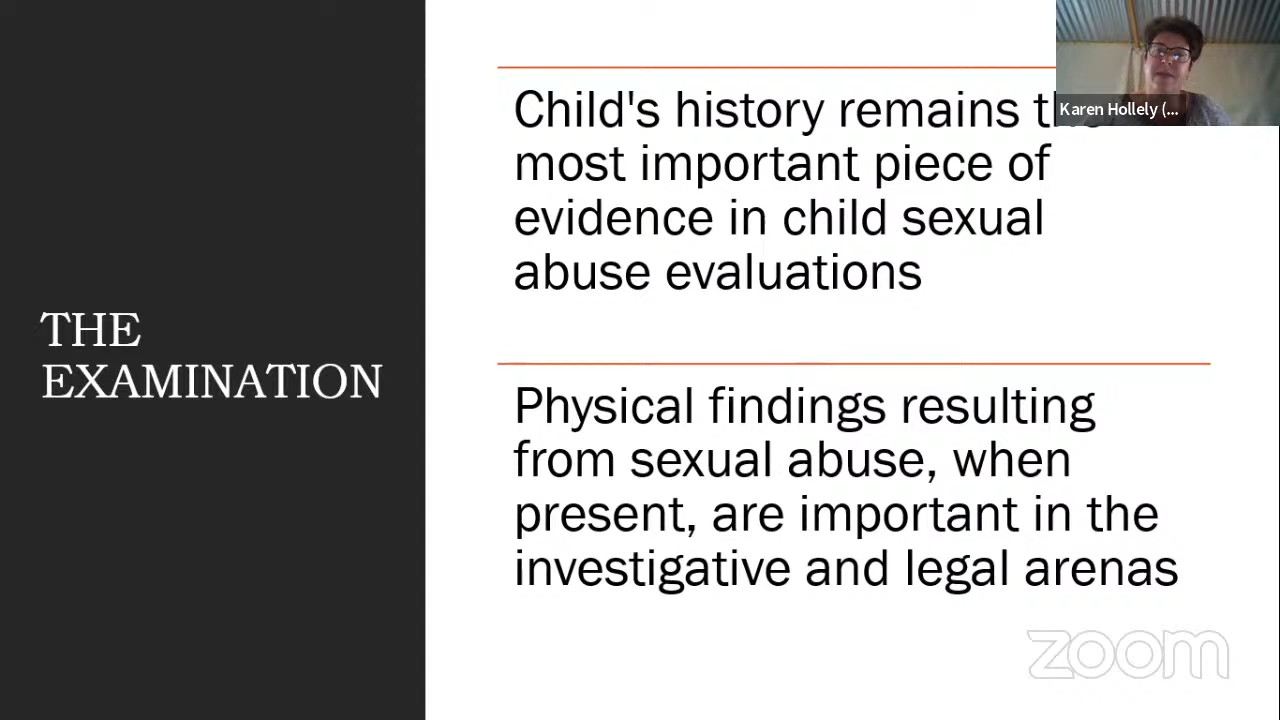 THE
EXAMINATION
Child's history remains
most important piece of
evidence in child sexual
abuse evaluations
Physical findings resulting
from sexual abuse, when
present, are important in the
investigative and legal arenas
Karen Hollely (...
zoom